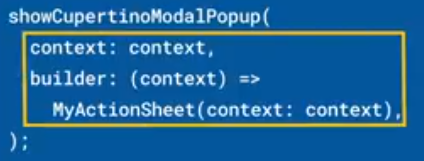 showCupertinoModalPopup(
context: context,
builder: (context) =>
MyActionSheet(context: context),
);